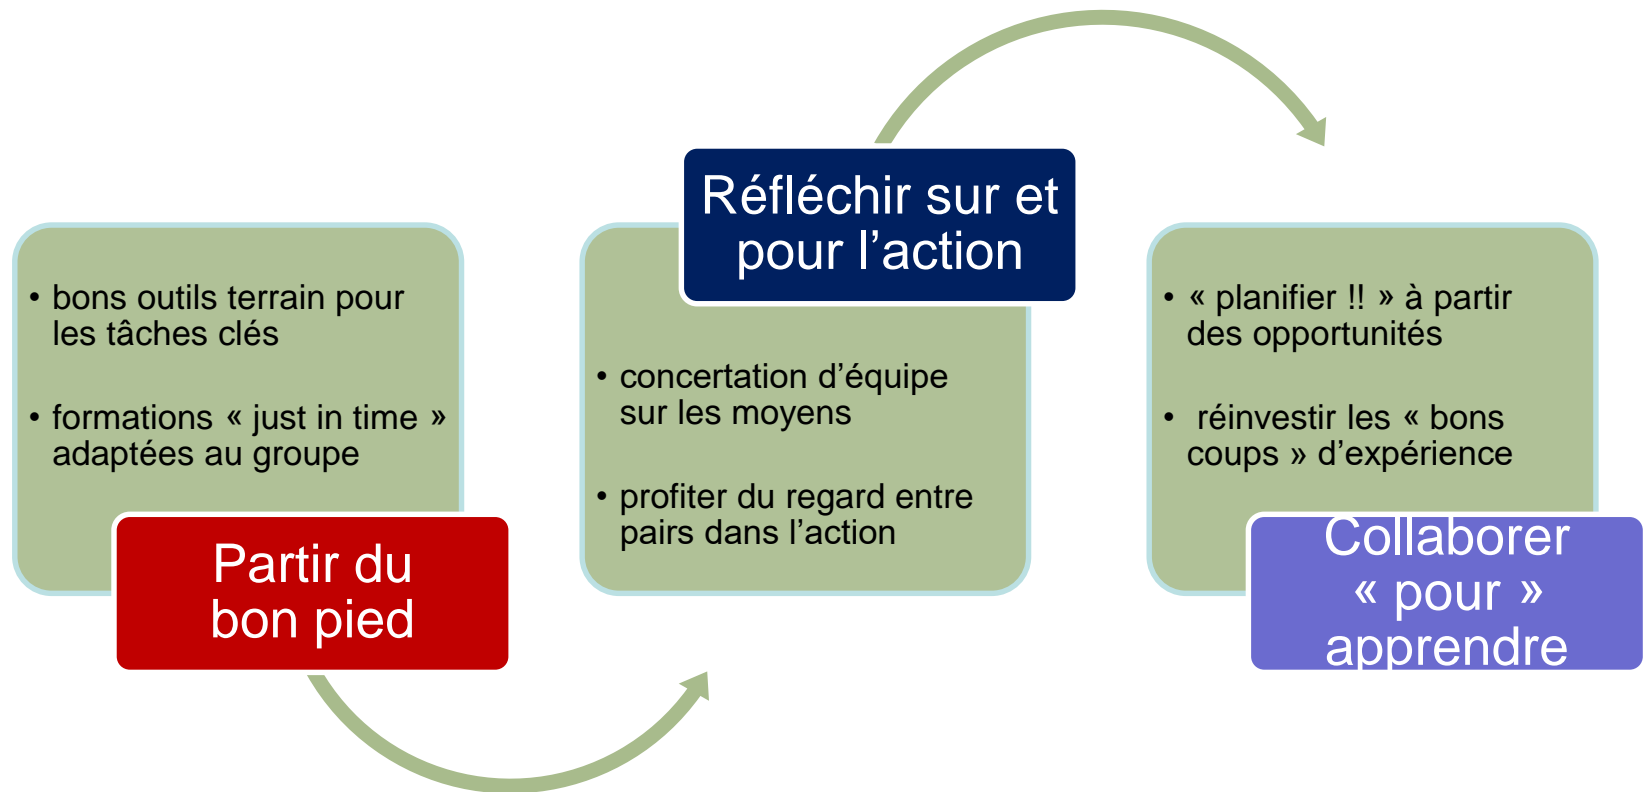 • bons outils terrain pour
les tâches clés
• formations « just in time »
adaptées au groupe
Partir du
bon pied
Réfléchir sur et
pour l’action
• concertation d’équipe
sur les moyens
• profiter du regard entre
pairs dans l’action
• « planifier !! » à partir
des opportunités
• réinvestir les « bons
coups » d’expérience
Collaborer
« pour »
apprendre